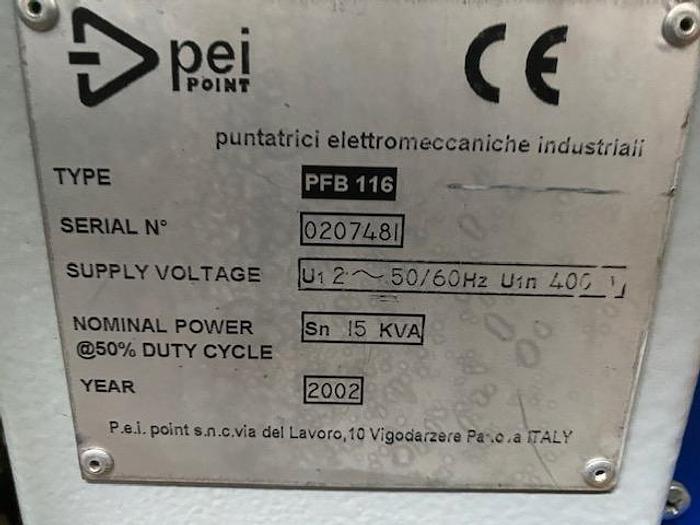 pei
POINT
CE
puntatrici elettromeccaniche industriali
TYPE PFB 116
SERIAL N° 0207481
SUPPLY VOLTAGE U1 2 ~ 50/60Hz U1n 400 V
NOMINAL POWER Sn 15 KVA
@50% DUTY CYCLE
YEAR 2002
P.e.i. point s.n.c.via del Lavoro,10 Vigodarzere Padova ITALY